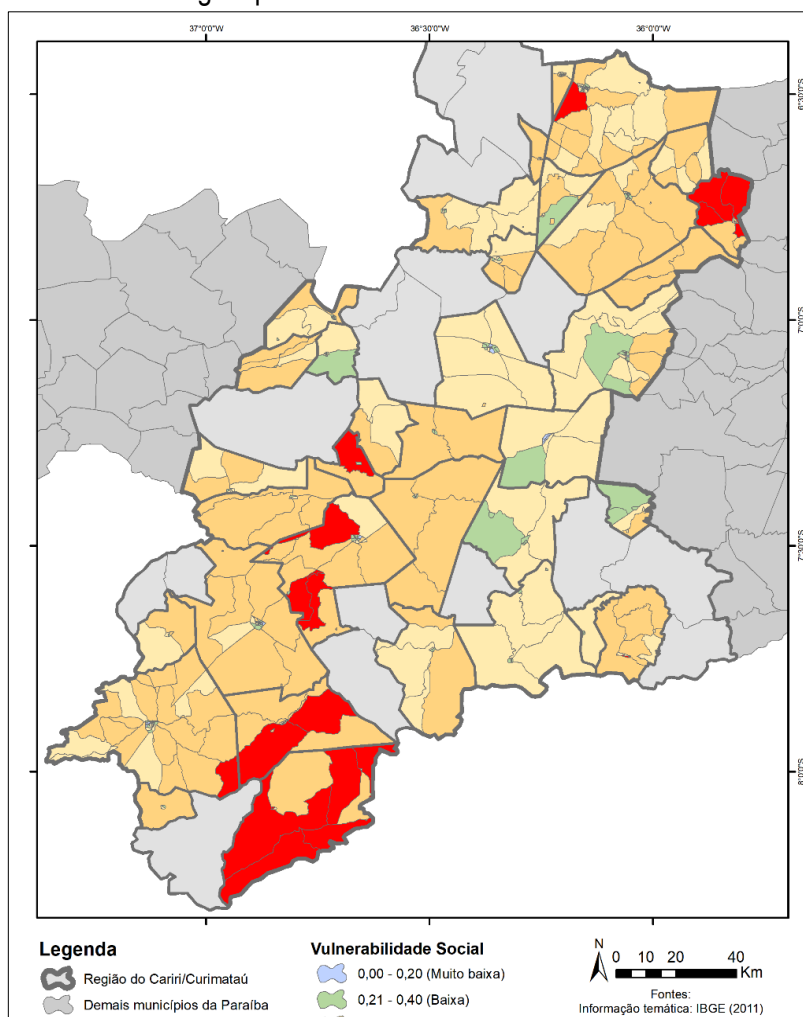 37°0'0"W 36°30'0"W 36°0'0"W
6°30'0"S
7°0'0"S
7°30'0"S
8°0'0"S
Legenda
Região do Cariri/Curimataú
Demais municípios da Paraíba
Vulnerabilidade Social
0,00 - 0,20 (Muito baixa)
0,21 - 0,40 (Baixa)
N
0 10 20 40
Km
Fontes:
Informação temática: IBGE (2011)